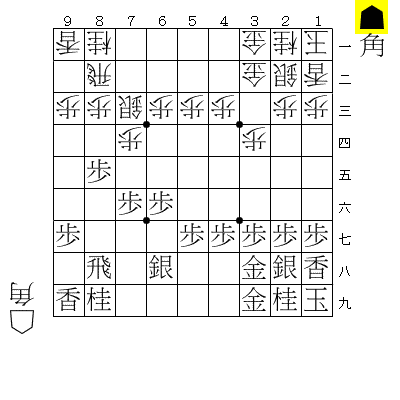 9 8 7 6 5 4 3 2 1
角
香 桂 金 桂 王 一
飛 金 銀 香 二
歩 歩 銀 歩 歩 歩 歩 歩 三
歩 歩 四
歩 五
歩 歩 六
歩 歩 歩 歩 歩 歩 七
飛 銀 金 銀 香 八
香 桂 金 桂 玉 九
角